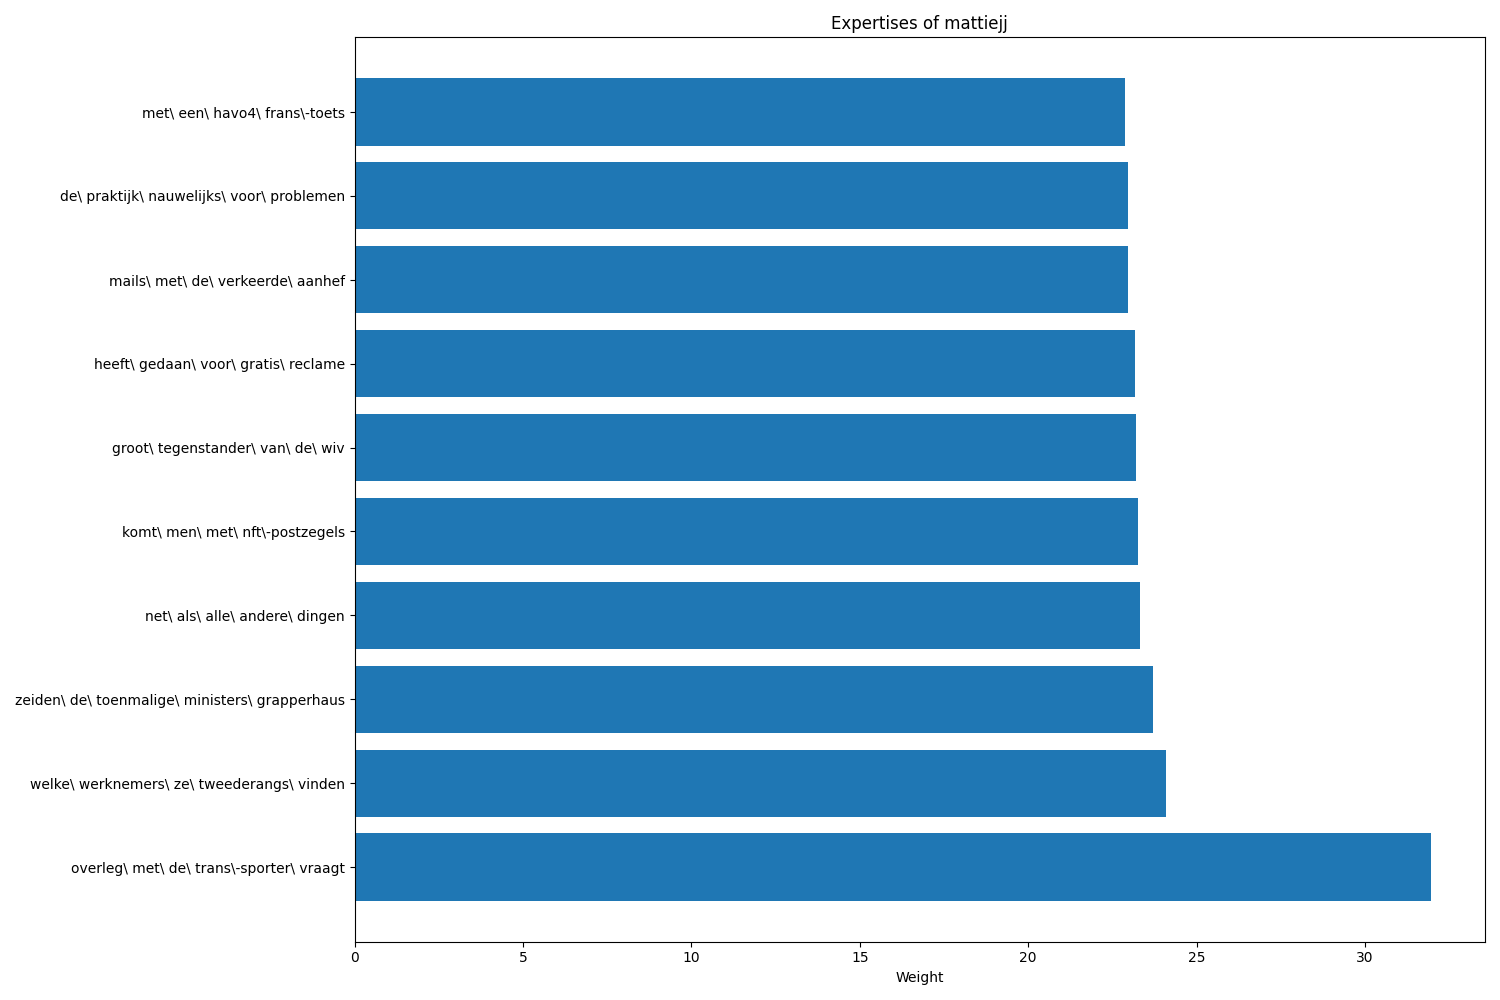 Expertises of mattiejj
met\ een\ havo4\ frans\-toets
de\ praktijk\ nauwelijks\ voor\ problemen
mails\ met\ de\ verkeerde\ aanhef
heeft\ gedaan\ voor\ gratis\ reclame
groot\ tegenstander\ van\ de\ wiv
komt\ men\ met\ nft\-postzegels
net\ als\ alle\ andere\ dingen
zeiden\ de\ toenmalige\ ministers\ grapperhaus
welke\ werknemers\ ze\ tweederangs\ vinden
overleg\ met\ de\ trans\-sporter\ vraagt
0 5 10 15 20 25 30
Weight